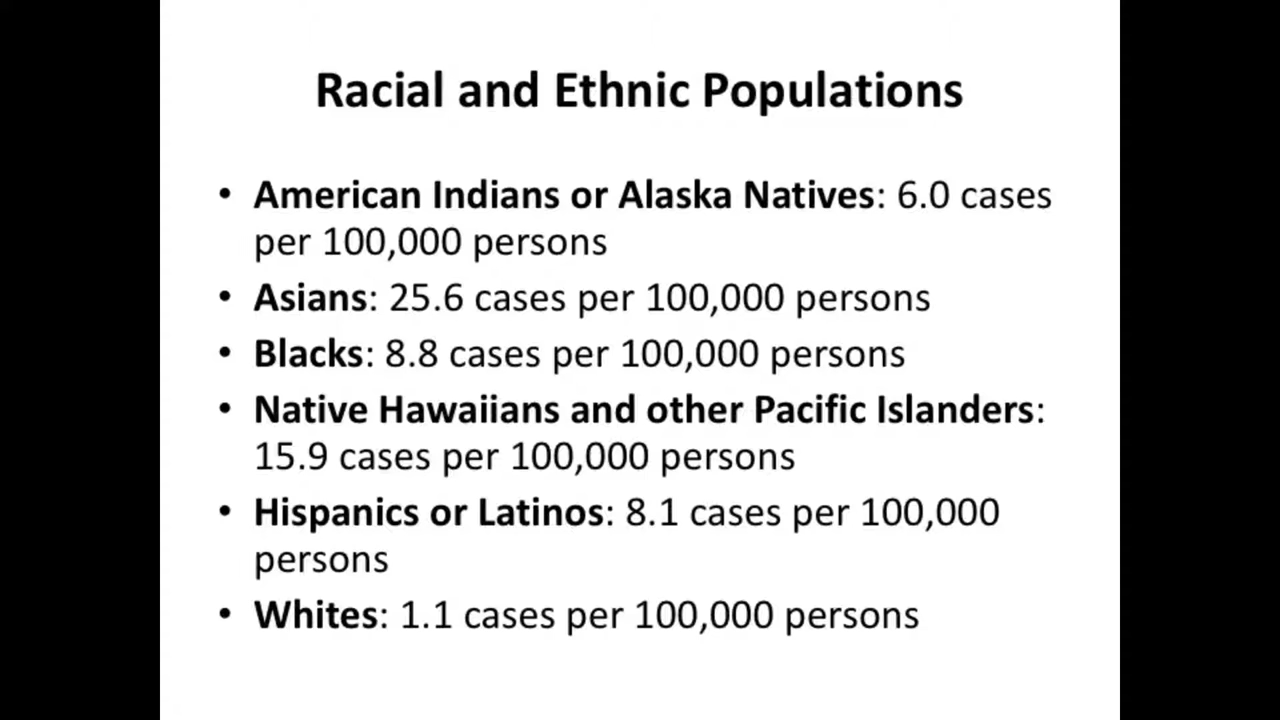 Racial and Ethnic Populations
• American Indians or Alaska Natives: 6.0 cases
per 100,000 persons
• Asians: 25.6 cases per 100,000 persons
• Blacks: 8.8 cases per 100,000 persons
• Native Hawaiians and other Pacific Islanders:
15.9 cases per 100,000 persons
• Hispanics or Latinos: 8.1 cases per 100,000
persons
• Whites: 1.1 cases per 100,000 persons